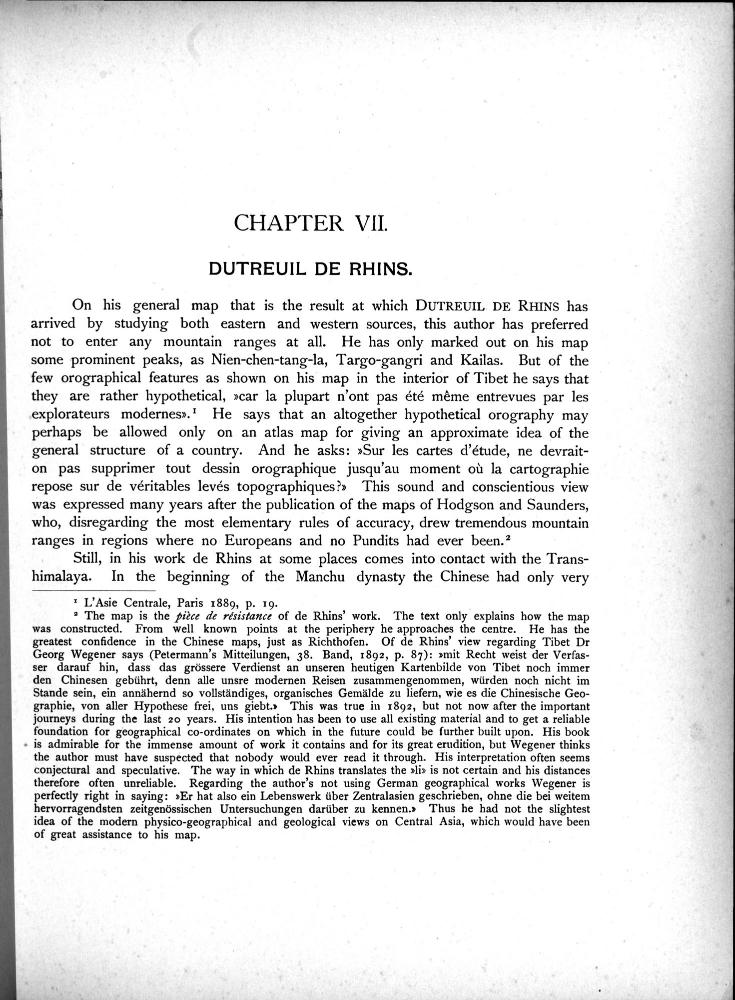 CHAPTER VII.
DUTREUIL DE RHINS.
On his general map that is the result at which DUTREUIL DE RHINS has
arrived by studying both eastern and western sources, this author has preferred
not to enter any mountain ranges at all. He has only marked out on his map
some prominent peaks, as Nien-chen-tang-la, Targo-gangri and Kailas. But of the
few orographical features as shown on his map in the interior of Tibet he says that
they are rather hypothetical, »car la plupart n'ont pas été même entrevues par les
explorateurs modernes».¹ He says that an altogether hypothetical orography may
perhaps be allowed only on an atlas map for giving an approximate idea of the
general structure of a country. And he asks: »Sur les cartes d'étude, ne devrait-
on pas supprimer tout dessin orographique jusqu'au moment où la cartographie
repose sur de véritables levés topographiques?» This sound and conscientious view
was expressed many years after the publication of the maps of Hodgson and Saunders,
who, disregarding the most elementary rules of accuracy, drew tremendous mountain
ranges in regions where no Europeans and no Pundits had ever been.²
Still, in his work de Rhins at some places comes into contact with the Trans-
himalaya. In the beginning of the Manchu dynasty the Chinese had only very
¹ L'Asie Centrale, Paris 1889, p. 19.
² The map is the pièce de résistance of de Rhins' work. The text only explains how the map
was constructed. From well known points at the periphery he approaches the centre. He has the
greatest confidence in the Chinese maps, just as Richthofen. Of de Rhins' view regarding Tibet Dr
Georg Wegener says (Petermann's Mitteilungen, 38. Band, 1892, p. 87): »mit Recht weist der Verfas-
ser darauf hin, dass das grössere Verdienst an unseren heutigen Kartenbilde von Tibet noch immer
den Chinesen gebührt, denn alle unsre modernen Reisen zusammengenommen, würden noch nicht im
Stande sein, ein annähernd so vollständiges, organisches Gemälde zu liefern, wie es die Chinesische Geo-
graphie, von aller Hypothese frei, uns giebt.» This was true in 1892, but not now after the important
journeys during the last 20 years. His intention has been to use all existing material and to get a reliable
foundation for geographical co-ordinates on which in the future could be further built upon. His book
is admirable for the immense amount of work it contains and for its great erudition, but Wegener thinks
the author must have suspected that nobody would ever read it through. His interpretation often seems
conjectural and speculative. The way in which de Rhins translates the »li» is not certain and his distances
therefore often unreliable. Regarding the author's not using German geographical works Wegener is
perfectly right in saying: »Er hat also ein Lebenswerk über Zentralasien geschrieben, ohne die bei weitem
hervorragendsten zeitgenössischen Untersuchungen darüber zu kennen.» Thus he had not the slightest
idea of the modern physico-geographical and geological views on Central Asia, which would have been
of great assistance to his map.